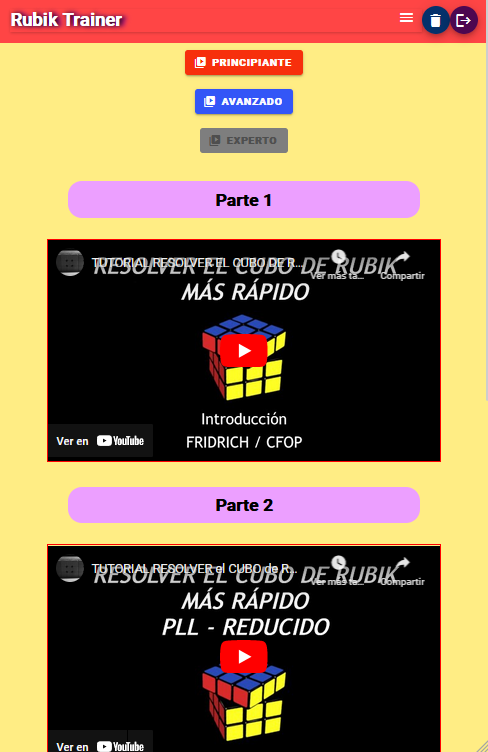 Rubik Trainer
PRINCIPIANTE
AVANZADO
EXPERTO
Parte 1
TUTORIAL RESOLVER EL CUBO DE R...
RESOLVER EL CUBO DE RUBIK
Ver más ta...
Compartir
MÁS RÁPIDO
Introducción
FRIDRICH / CFOP
Ver en YouTube
Parte 2
TUTORIAL RESOLVER el CUBO de R...
RESOLVER EL CUBO DE RUBIK
Ver más ta...
Compartir
MÁS RÁPIDO
PLL - REDUCIDO
Ver en YouTube